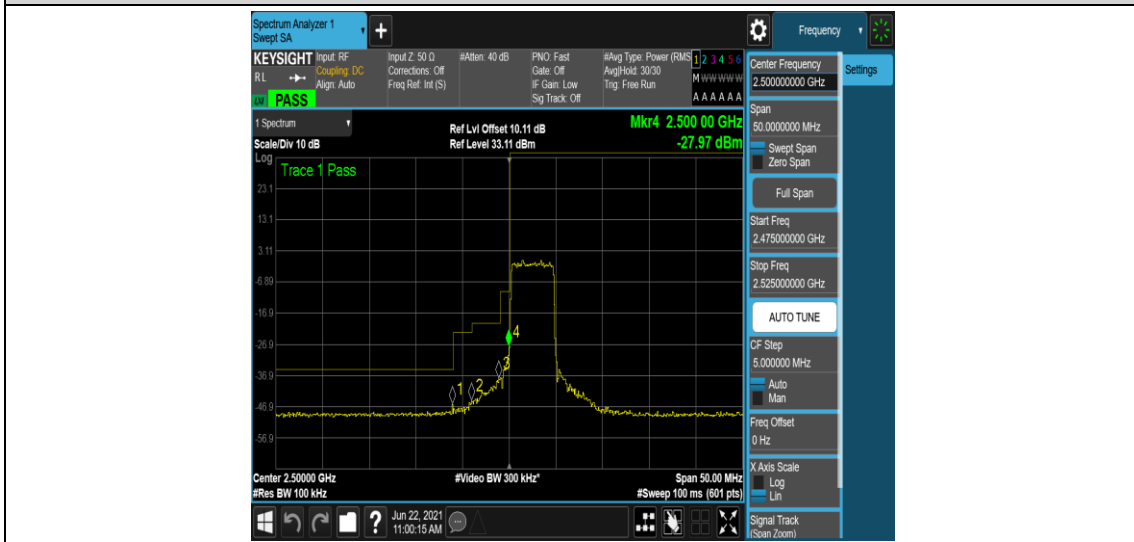 Spectrum Analyzer 1
Swept SA
+
Frequency
KEYSIGHT
RL
PASS
Input: RF
Coupling: DC
Align: Auto
Input Z: 50 Ω
Corrections: Off
Freq Ref: Int (S)
#Atten: 40 dB
PNO: Fast
Gate: Off
IF Gain: Low
Sig Track: Off
#Avg Type: Power (RMS
Avg|Hold: 30/30
Trig: Free Run
1 2 3 4 5 6
M W W W W W
A A A A A A
Center Frequency
2.500000000 GHz
Settings
1 Spectrum
Scale/Div 10 dB
Ref Lvl Offset 10.11 dB
Ref Level 33.11 dBm
Mkr4 2.500 00 GHz
-27.97 dBm
Log
Trace 1 Pass
23.1
13.1
3.11
-6.89
-16.9
-26.9
-36.9
-46.9
-56.9
1
2
3
4
Center 2.50000 GHz
#Res BW 100 kHz
#Video BW 300 kHz*
Span 50.00 MHz
#Sweep 100 ms (601 pts)
Span
50.0000000 MHz
Swept Span
Zero Span
Full Span
Start Freq
2.475000000 GHz
Stop Freq
2.525000000 GHz
AUTO TUNE
CF Step
5.000000 MHz
Auto
Man
Freq Offset
0 Hz
X Axis Scale
Log
Lin
Signal Track
(Span Zoom)
?
Jun 22, 2021
11:00:15 AM